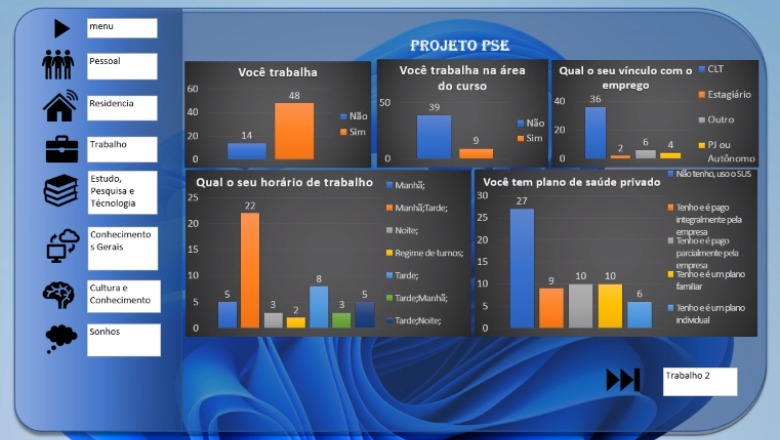 menu
Pessoal
Residencia
Trabalho
Estudo,
Pesquisa e
Técnologia
Conhecimento
s Gerais
Cultura e
Conhecimento
Sonhos
PROJETO PSE
Você trabalha
60
40
20
0
14
48
Não
Sim
Você trabalha na área
do curso
50
0
39
9
Não
Sim
Qual o seu vínculo com o
emprego
40
20
0
36
2
6
4
CLT
Estagiário
Outro
PJ ou
Autônomo
Qual o seu horário de trabalho
25
20
15
10
5
0
5
22
3
2
8
3
5
Manhã;
Manhã;Tarde;
Noite;
Regime de turnos;
Tarde;
Tarde;Manhã;
Tarde;Noite;
Você tem plano de saúde privado
30
25
20
15
10
5
0
27
9
10
10
6
Não tenho, uso o SUS
Tenho e é pago
integralmente pela
empresa
Tenho e é pago
parcialmente pela
empresa
Tenho e é um plano
familiar
Tenho e é um plano
individual
Trabalho 2